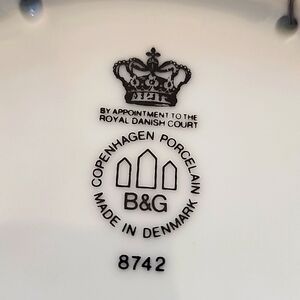 BY APPOINTMENT TO THE
ROYAL DANISH COURT
COPENHAGEN PORCELAIN
B&G
MADE IN DENMARK
8742